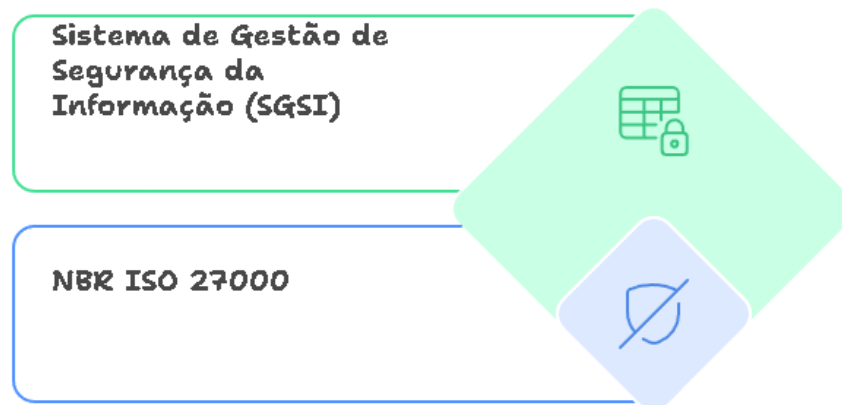 Sistema de Gestão de
Segurança da
Informação (SGSI)
NBR ISO 27000